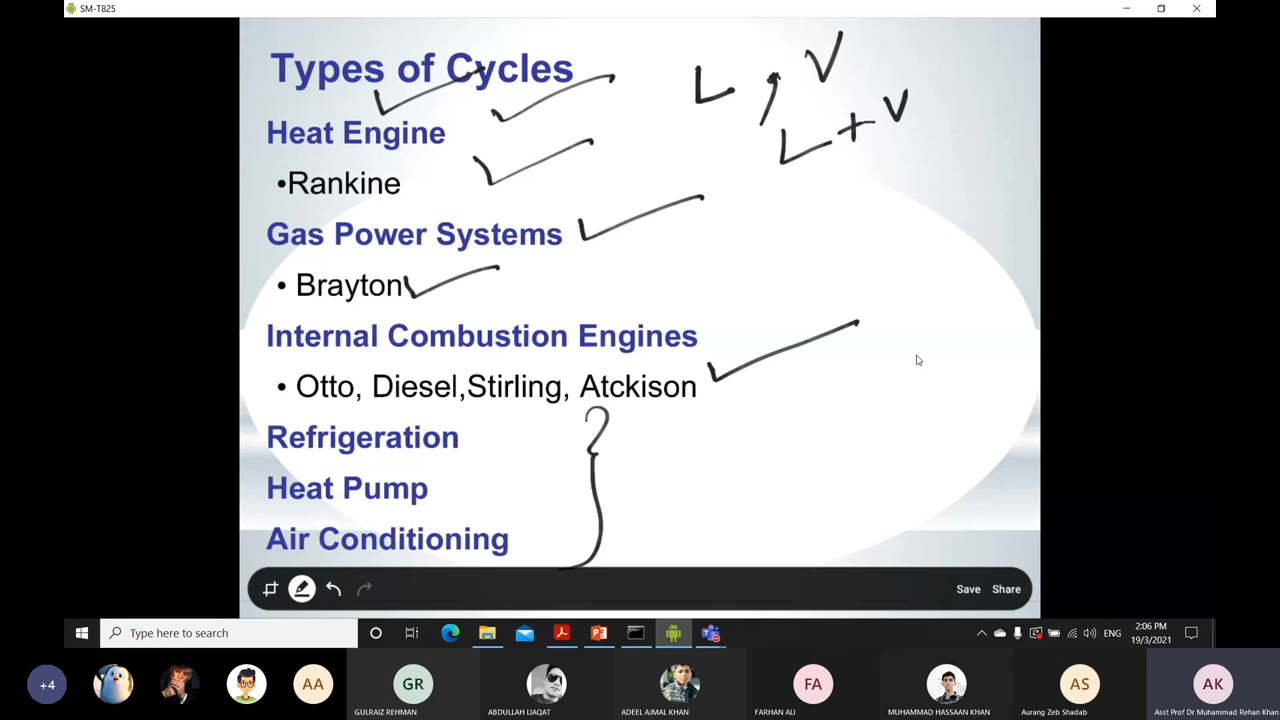 SM-T825
Types of Cycles
L , V
L + V
Heat Engine
•Rankine
Gas Power Systems
• Brayton
Internal Combustion Engines
• Otto, Diesel,Stirling, Atckison
Refrigeration
Heat Pump
Air Conditioning
Save Share
Type here to search
ENG
2:06 PM
19/3/2021
+4
AA
GR
FA
AS
AK
GULRAIZ REHMAN
ABDULLAH LIAQAT
ADEEL AJMAL KHAN
FARHAN ALI
MUHAMMAD HASSAAN KHAN
Aurang Zeb Shadab
Asst Prof Dr Muhammad Rehan Khan